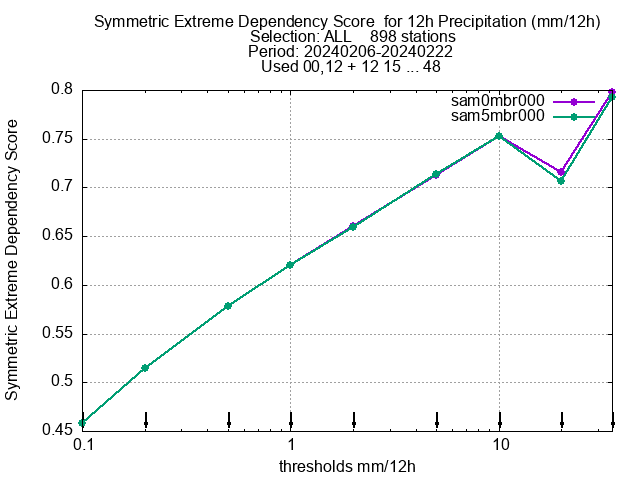 Symmetric Extreme Dependency Score  for 12h Precipitation (mm/12h)
Selection: ALL    898 stations
Period: 20240206-20240222
Used 00,12 + 12 15 ... 48
sam0mbr000
sam5mbr000
Symmetric Extreme Dependency Score
0.8
0.75
0.7
0.65
0.6
0.55
0.5
0.45
0.1 1 10
thresholds mm/12h